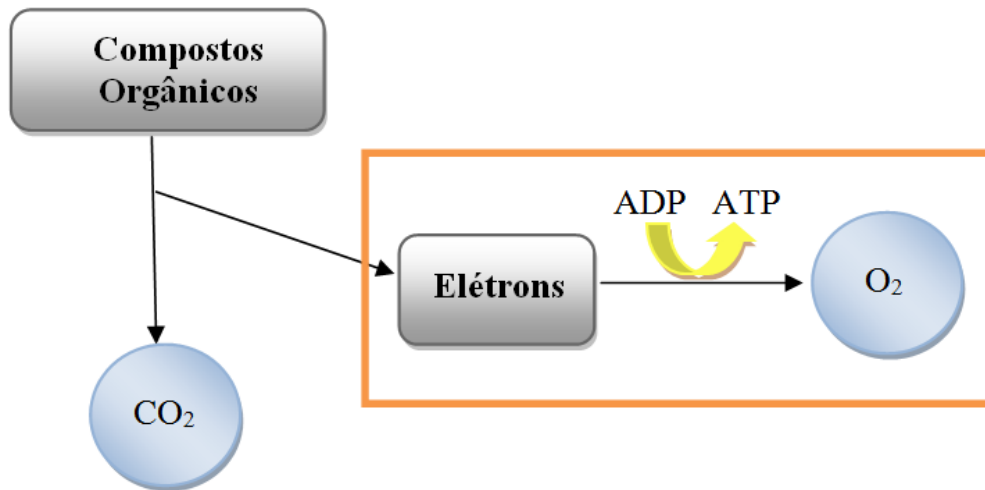 Compostos
Orgânicos
ADP ATP
Elétrons
O₂
CO₂